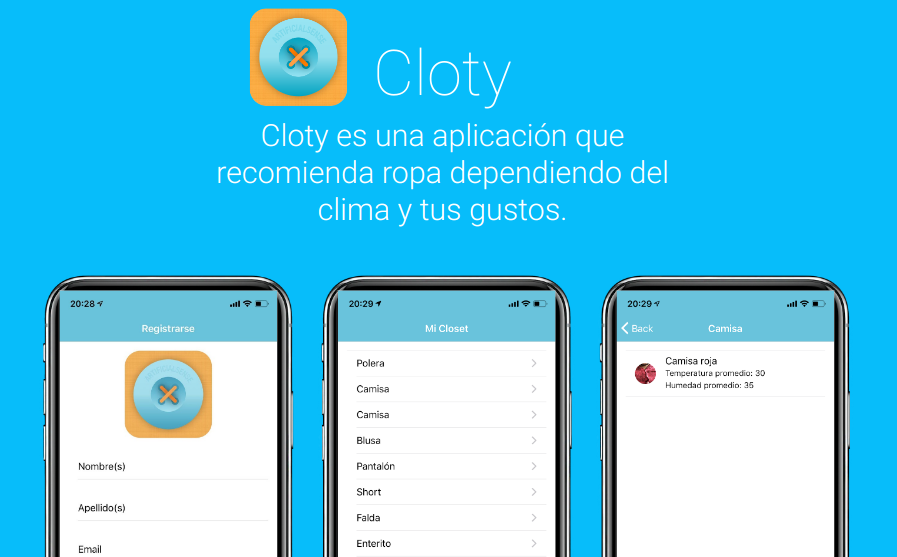 Cloty
Cloty es una aplicación que
recomienda ropa dependiendo del
clima y tus gustos.
20:28
Registrarse
Nombre(s)
Apellido(s)
Email
20:29
Mi Closet
Polera
Camisa
Camisa
Blusa
Pantalón
Short
Falda
Enterito
20:29
Back
Camisa
Camisa roja
Temperatura promedio: 30
Humedad promedio: 35